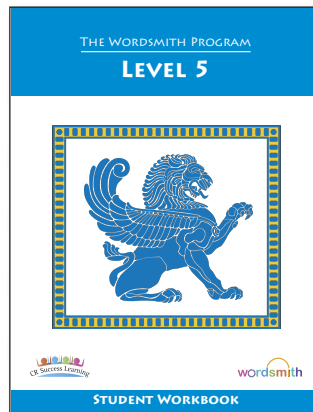 THE WORDSMITH PROGRAM
LEVEL 5
CR Success Learning
wordsmith
STUDENT WORKBOOK